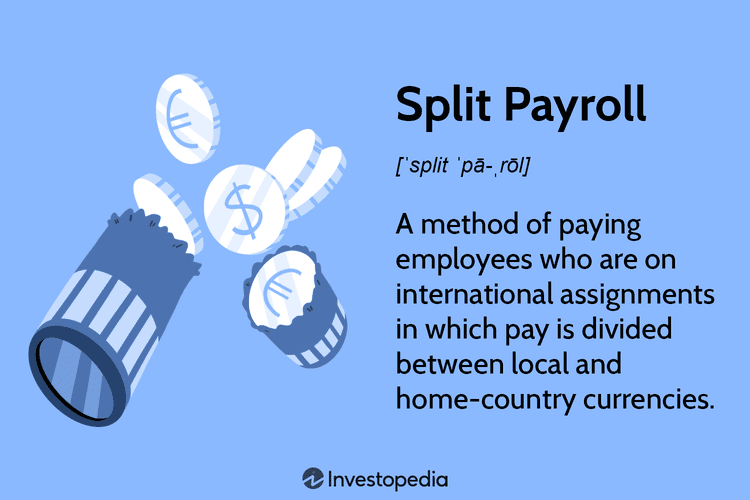 Split Payroll
[ˈsplit ˈpā-ˌrōl]
A method of paying
employees who are on
international assignments
in which pay is divided
between local and
home-country currencies.
€
$
€
Investopedia